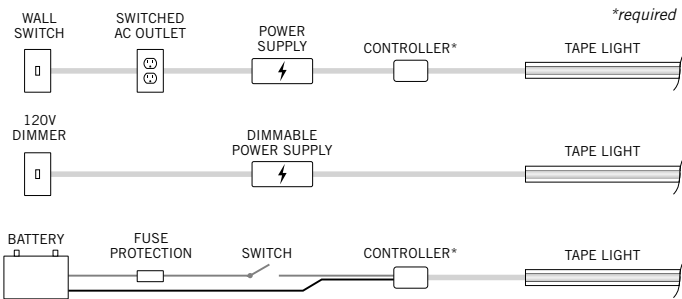 *required
WALL
SWITCH
SWITCHED
AC OUTLET
POWER
SUPPLY
CONTROLLER*
TAPE LIGHT
120V
DIMMER
DIMMABLE
POWER SUPPLY
TAPE LIGHT
BATTERY
FUSE
PROTECTION
SWITCH
CONTROLLER*
TAPE LIGHT